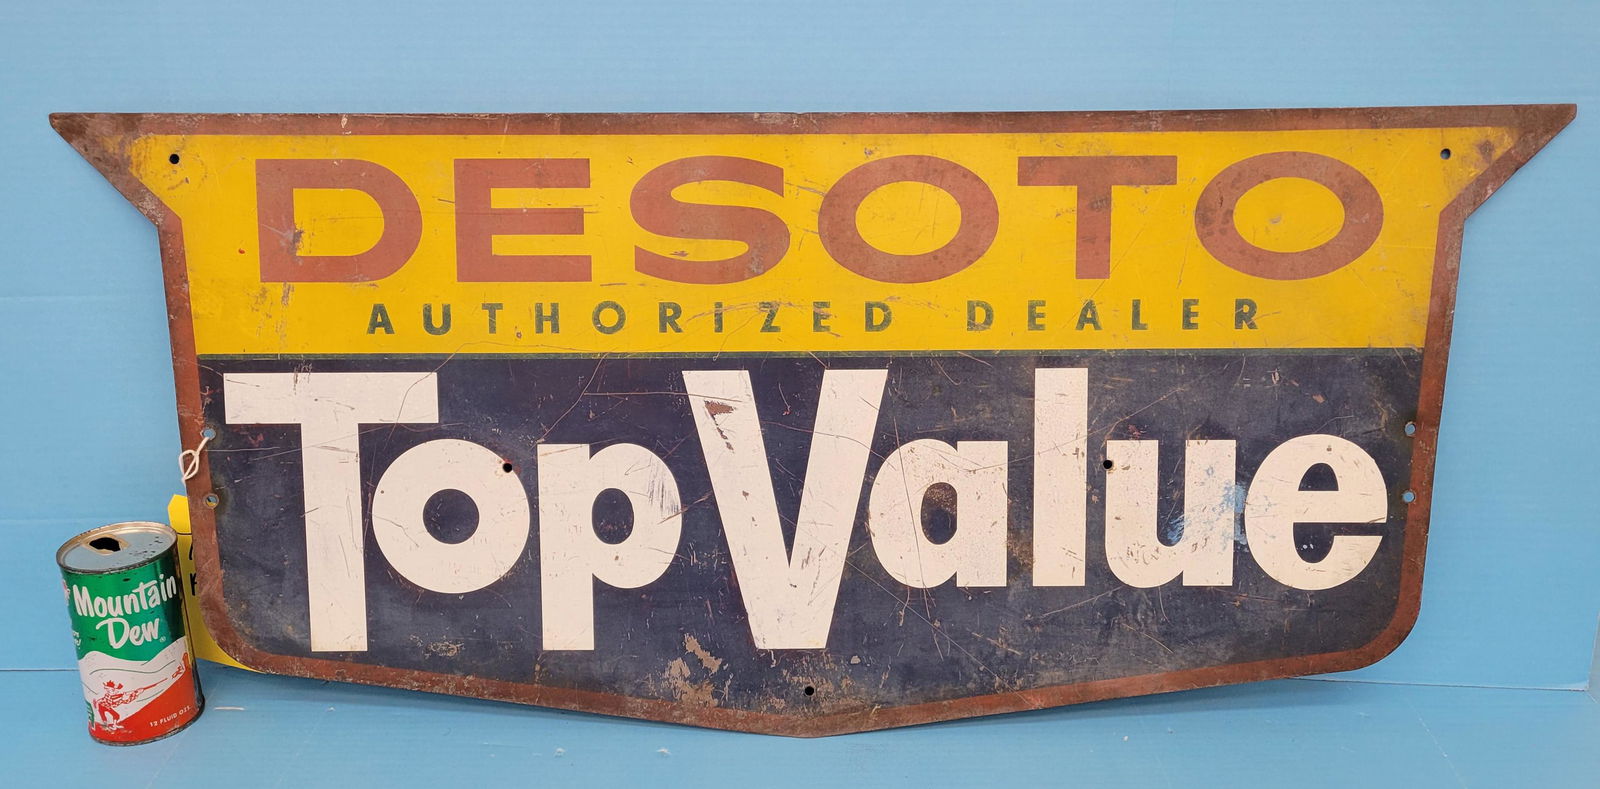 DESOTO
AUTHORIZED DEALER
TopValue
Mountain
Dew®
12 FLUID OZS.